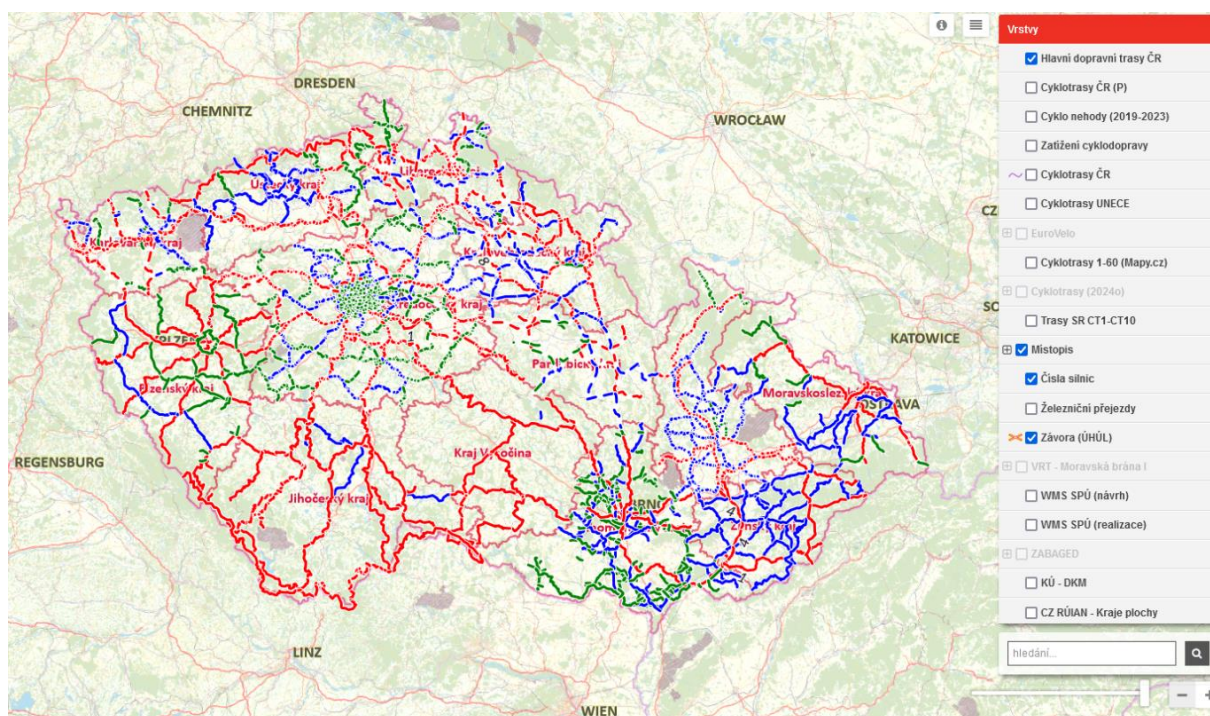 DRESDEN
CHEMNITZ
WROCŁAW
KATOWICE
REGENSBURG
Kraj Vysočina
Jihočeský kraj
Plzeňský kraj
1
LINZ
WIEN
Vrstvy
Hlavní dopravní trasy ČR
Cyklotrasy ČR (P)
Cyklo nehody (2019-2023)
Zatížení cyklodopravy
Cyklotrasy ČR
Cyklotrasy UNECE
EuroVelo
Cyklotrasy 1-60 (Mapy.cz)
Cyklotrasy (2024o)
Trasy SR CT1-CT10
Místopis
Čísla silnic
Železniční přejezdy
Závora (ÚHÚL)
VRT - Moravská brána I
WMS SPÚ (návrh)
WMS SPÚ (realizace)
ZABAGED
KÚ - DKM
CZ RÚIAN - Kraje plochy
hledání...